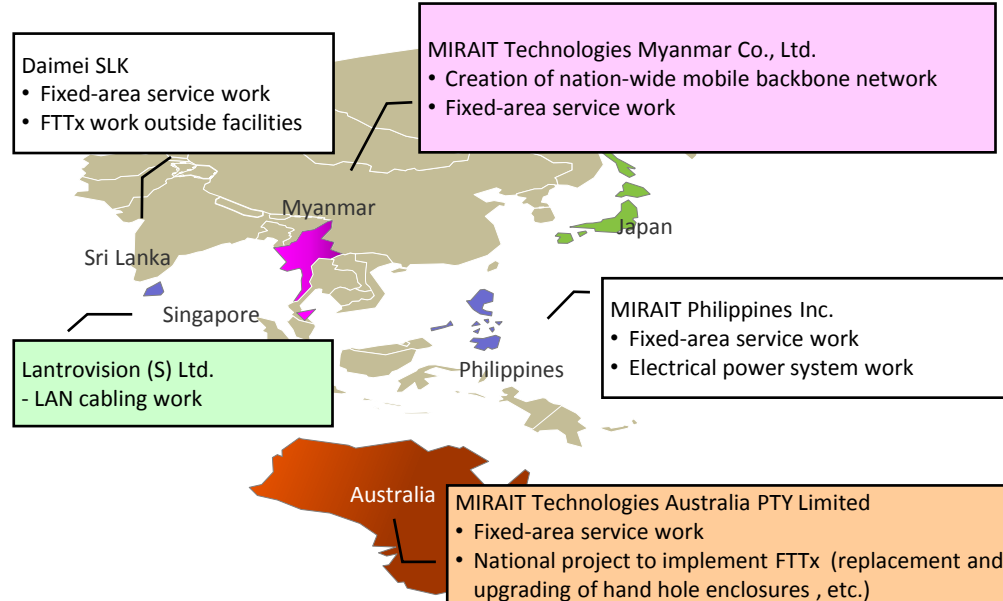 Daimei SLK
• Fixed-area service work
• FTTx work outside facilities
MIRAIT Technologies Myanmar Co., Ltd.
• Creation of nation-wide mobile backbone network
• Fixed-area service work
Myanmar
Japan
Sri Lanka
Singapore
Philippines
MIRAIT Philippines Inc.
• Fixed-area service work
• Electrical power system work
Lantrovision (S) Ltd.
- LAN cabling work
Australia
MIRAIT Technologies Australia PTY Limited
• Fixed-area service work
• National project to implement FTTx (replacement and
upgrading of hand hole enclosures , etc.)